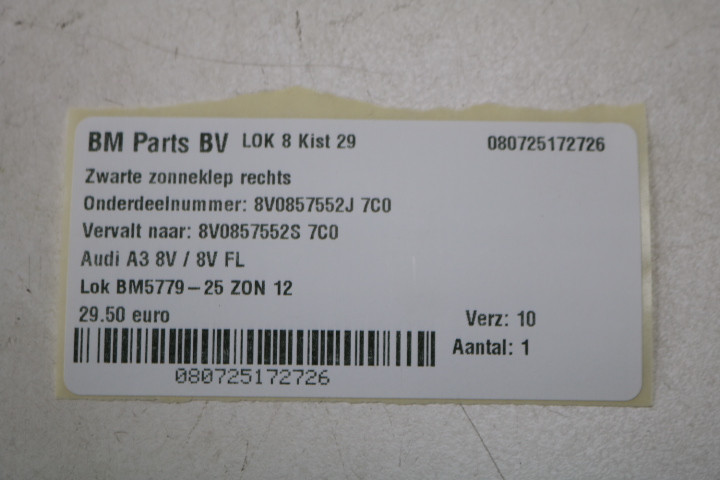 BM Parts BV LOK 8 Kist 29 080725172726
Zwarte zonneklep rechts
Onderdeelnummer: 8V0857552J 7C0
Vervalt naar: 8V0857552S 7C0
Audi A3 8V / 8V FL
Lok BM5779-25 ZON 12
29.50 euro Verz: 10
Aantal: 1
080725172726